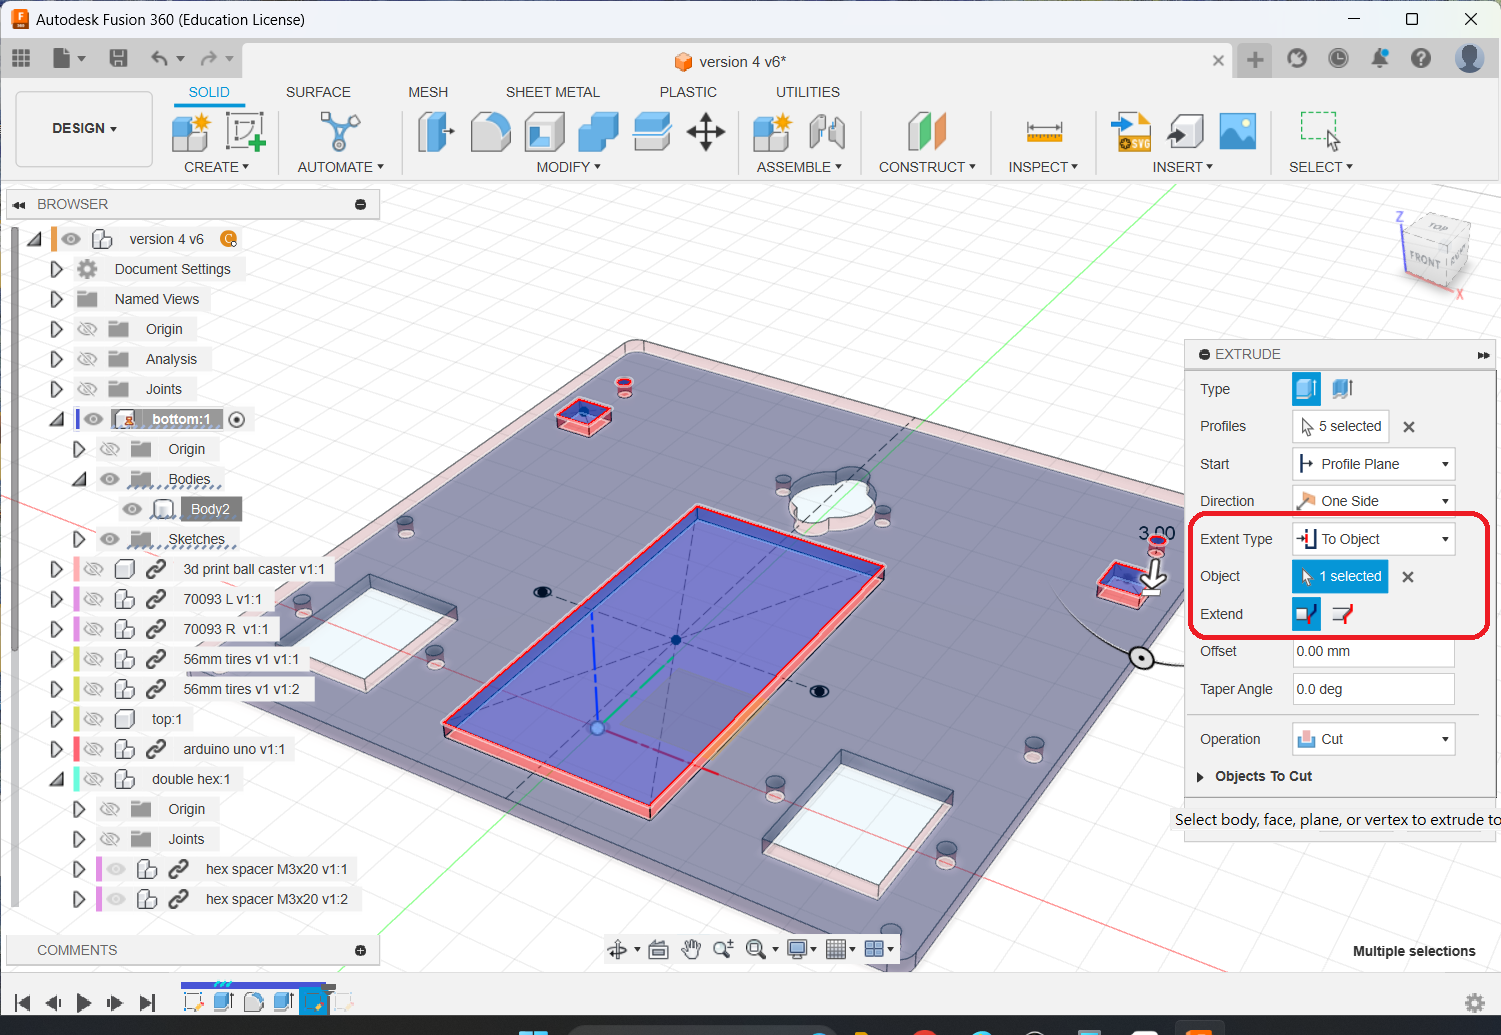 Autodesk Fusion 360 (Education License)
version 4 v6*
DESIGN
SOLID
SURFACE
MESH
SHEET METAL
PLASTIC
UTILITIES
CREATE
AUTOMATE
MODIFY
ASSEMBLE
CONSTRUCT
INSPECT
INSERT
SELECT
SVG
BROWSER
version 4 v6
Document Settings
Named Views
Origin
Analysis
Joints
bottom:1
Origin
Bodies
Body2
Sketches
3d print ball caster v1:1
70093 L v1:1
70093 R v1:1
56mm tires v1 v1:1
56mm tires v1 v1:2
top:1
arduino uno v1:1
double hex:1
Origin
Joints
hex spacer M3x20 v1:1
hex spacer M3x20 v1:2
COMMENTS
Z
TOP
FRONT
X
3.00
EXTRUDE
Type
Profiles 5 selected
Start Profile Plane
Direction One Side
Extent Type To Object
Object 1 selected
Extend
Offset 0.00 mm
Taper Angle 0.0 deg
Operation Cut
Objects To Cut
Select body, face, plane, or vertex to extrude to
Multiple selections